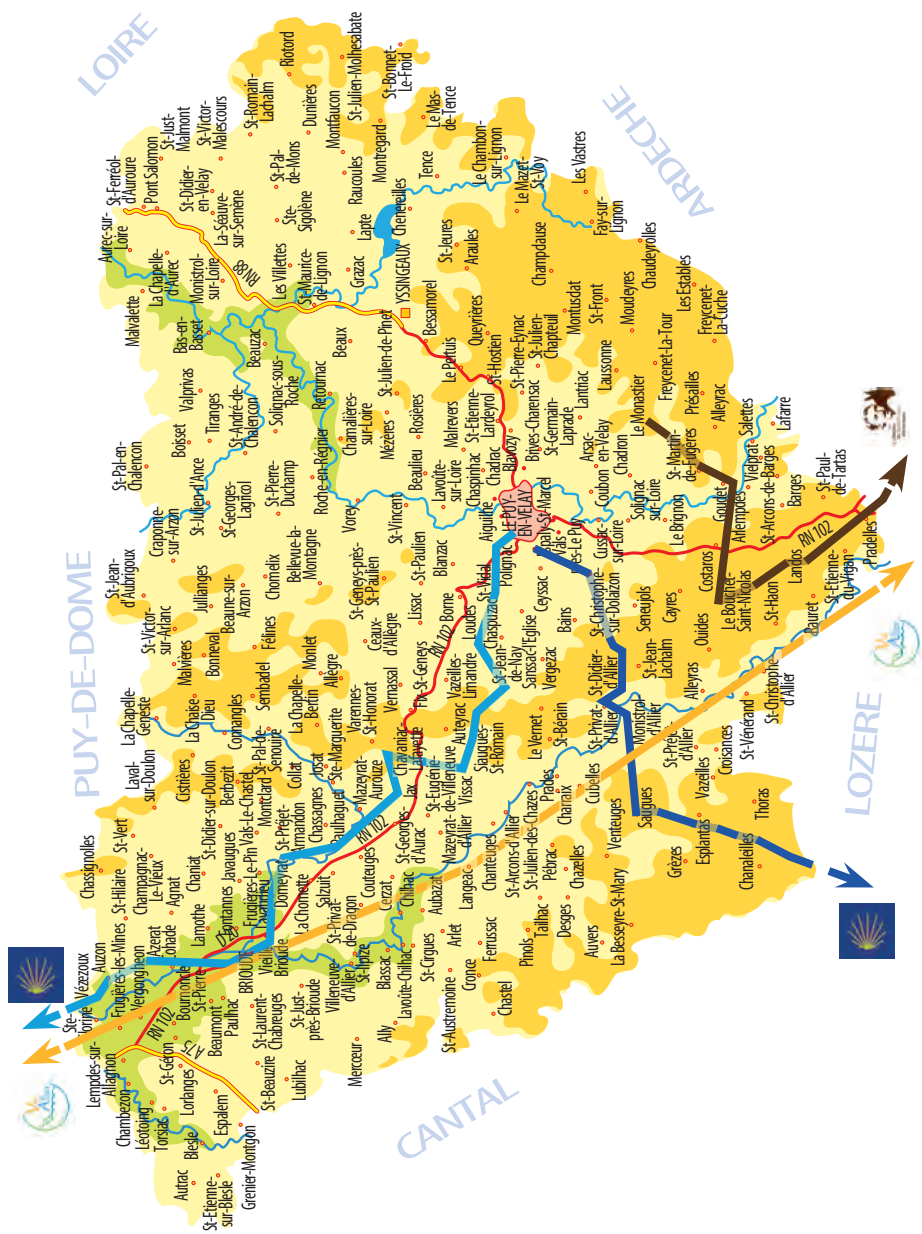 PUY-DE-DOME
LOIRE
ARDECHE
LOZERE
CANTAL
Lempdes-sur-
Allagnon
Chambezon
Léotoing
Torsiac
Blesle
Autrac
St-Etienne-
sur-Blesle
Grenier-Montgon
Espalem
Lorlanges
St-Géron
St-Beauzire
Lubilhac
A75
RN 102
Vézézoux
Auzon
Frugières-les-Mines
Vergongheon
Azerat
Cohade
Bournoncle
St-Pierre
Beaumont
Paulhac
BRIOUDE
Vieille
Brioude
St-Laurent-
Chabreuges
St-Just-
près-Brioude
Mercœur
Ally
Chassignolles
St-Hilaire
St-Vert
Champagnac-
Le-Vieux
Agnat
Lamothe
Chaniat
Fontannes
Javaugues
Frugières-Le-Pin
Lavaudieu
St-Didier-sur-Doulon
Vals-Le-Chastel
Berbezit
Montclard
St-Préjet-
Armandon
Domeyrat
La Chomette
Salzuit
St-Privat-
de-Dragon
Villeneuve-
d'Allier
St-Ilpize
Blassac
Lavoûte-Chilhac
St-Cirgues
St-Austremoine
Arlet
Cronce
Ferrussac
Chastel
Laval-
sur-Doulon
Cistrières
La Chapelle-
Geneste
La Chaise-
Dieu
Connangles
St-Pal-De-
Senouire
Sembadel
Collat
Josat
Chassagnes
Paulhaguet
Ste-Marguerite
Mazeyrat-
Aurouze
RN 102
Couteuges
Cerzat
Chilhac
Aubazat
St-Georges-
d'Aurac
Jax
Chavaniac-
Lafayette
Mazeyrat-
d'Allier
Langeac
Chanteuges
St-Arcons-d'Allier
St-Julien-des-Chazes
Pébrac
Pinols
Tailhac
Desges
Chazelles
Auvers
La Besseyre-St-Mary
St-Eugénie-
de-Villeneuve
Vissac
Auteyrac
Siaugues
St-Romain
Prades
Charraix
Cubelles
Venteuges
Saugues
Grèzes
Esplantas
Vazeilles
Chanaleilles
Thoras
Croisances
St-Vénérand
St-Christophe-
d'Allier
St-Préjet-
d'Allier
Monistrol-
d'Allier
Alleyras
St-Privat-
d'Allier
St-Didier-
d'Allier
St-Jean-
Lachalm
St-Bérain
Le Vernet
Vergezac
Sanssac-l'Eglise
St-Jean-
de-Nay
Vazeilles-
Limandre
Fix-St-Geneys
Vernassal
Varennes-
St-Honorat
La Chapelle-
Bertin
Monlet
Allègre
Félines
Bonneval
Malvières
St-Victor-
sur-Arlanc
Jullianges
Beaune-sur-
Arzon
Chomelix
Bellevue-la-
Montagne
St-Geneys-près-
St-Paulien
Céaux-
d'Allègre
Lissac
St-Paulien
Borne
RN 102
Loudes
Chaspuzac
St-Vidal
Blanzac
Polignac
Ceyssac
Bains
St-Christophe-
sur-Dolaizon
Séneujols
Cayres
Ouides
Costaros
Le Bouchet-
Saint-Nicolas
St-Haon
Landos
Rauret
St-Etienne-
du-Vigan
Pradelles
RN 102
St-Paul-
de-Tartas
Barges
St-Arcons-de-Barges
Arlempdes
Vielprat
Salettes
Lafarre
Goudet
St-Martin-
de-Fugères
Le Monastier
Alleyrac
Présailles
Freycenet-La-Tour
Freycenet-
La-Cuche
Les Estables
Chaudeyrolles
Moudeyres
St-Front
Montusclat
Laussonne
Lantriac
Arsac-
Coubon en-Velay
Chadron
Solignac
sur-Loire
Le Brignon
Cussac-
sur-Loire
Vals-
Près-Le-Puy
Espaly-
St-Marcel
LE PUY-
EN-VELAY
Aiguilhe
Chadrac
Brives-Charensac
St-Germain-
Laprade
St-Julien-
Chapteuil
St-Pierre-Eynac
Blavozy
St-Hostien
St-Etienne-
Lardeyrol
Chaspinhac
Malrevers
Lavoûte-
sur-Loire
Beaulieu
Rosières
Mézères
St-Vincent
Vorey
Roche-en-Régnier
Chamalières-
sur-Loire
Retournac
St-Pierre-
Duchamp
St-Georges-
Lagricol
St-Julien-d'Ance
Craponne-
sur-Arzon
St-Jean-
d'Aubrigoux
St-Pal-en-
Chalencon
Boisset
Tiranges
Valprivas
St-André-de-
Chalencon
Solignac-sous-
Roche
Beauzac
Bas-en-
Basset
Malvalette
La Chapelle-
d'Aurec
Aurec-sur-
Loire
St-Ferréol-
d'Auroure
Pont Salomon
St-Just-
Malmont
St-Victor-
Malescours
St-Didier-
en-Velay
La-Séauve-
sur-Semène
Monistrol-
sur-Loire
RN88
Les Villettes
Ste-
Sigolène
St-Pal-
de-Mons
St-Romain-
Lachalm
Riotord
Dunières
Montfaucon
St-Julien-Molhesabate
St-Bonnet-
Le-Froid
Montregard
Raucoules
Le Mas-
de-Tence
Tence
Chenereilles
Lapte
Grazac
St-Maurice-
de-Lignon
Beaux
St-Julien-de-Pinet
YSSINGEAUX
Bessamorel
Le Pertuis
Queyrières
Araules
St-Jeures
Le Chambon-
sur-Lignon
Le Mazet-
St-Voy
Les Vastres
Fay-sur-
Lignon
Champclause